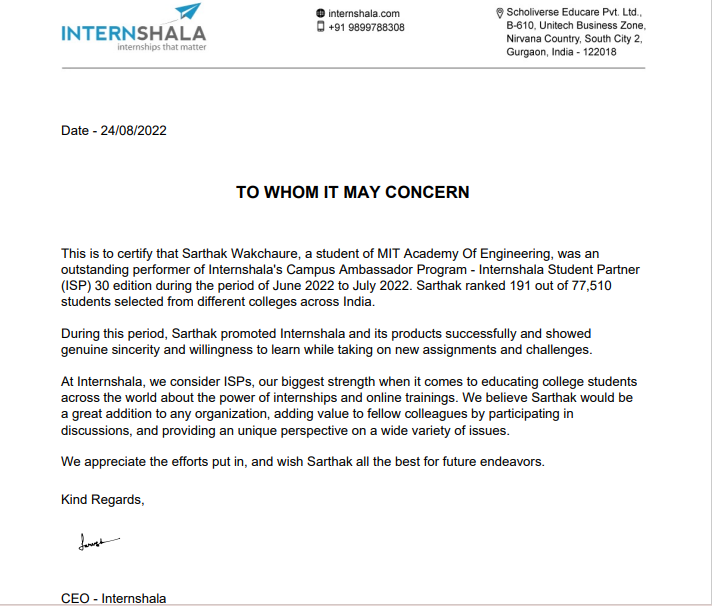 INTERNSHALA
internships that matter
internshala.com
+91 9899788308
Scholiverse Educare Pvt. Ltd.,
B-610, Unitech Business Zone,
Nirvana Country, South City 2,
Gurgaon, India - 122018
Date - 24/08/2022
TO WHOM IT MAY CONCERN
This is to certify that Sarthak Wakchaure, a student of MIT Academy Of Engineering, was an
outstanding performer of Internshala's Campus Ambassador Program - Internshala Student Partner
(ISP) 30 edition during the period of June 2022 to July 2022. Sarthak ranked 191 out of 77,510
students selected from different colleges across India.
During this period, Sarthak promoted Internshala and its products successfully and showed
genuine sincerity and willingness to learn while taking on new assignments and challenges.
At Internshala, we consider ISPs, our biggest strength when it comes to educating college students
across the world about the power of internships and online trainings. We believe Sarthak would be
a great addition to any organization, adding value to fellow colleagues by participating in
discussions, and providing an unique perspective on a wide variety of issues.
We appreciate the efforts put in, and wish Sarthak all the best for future endeavors.
Kind Regards,
CEO - Internshala